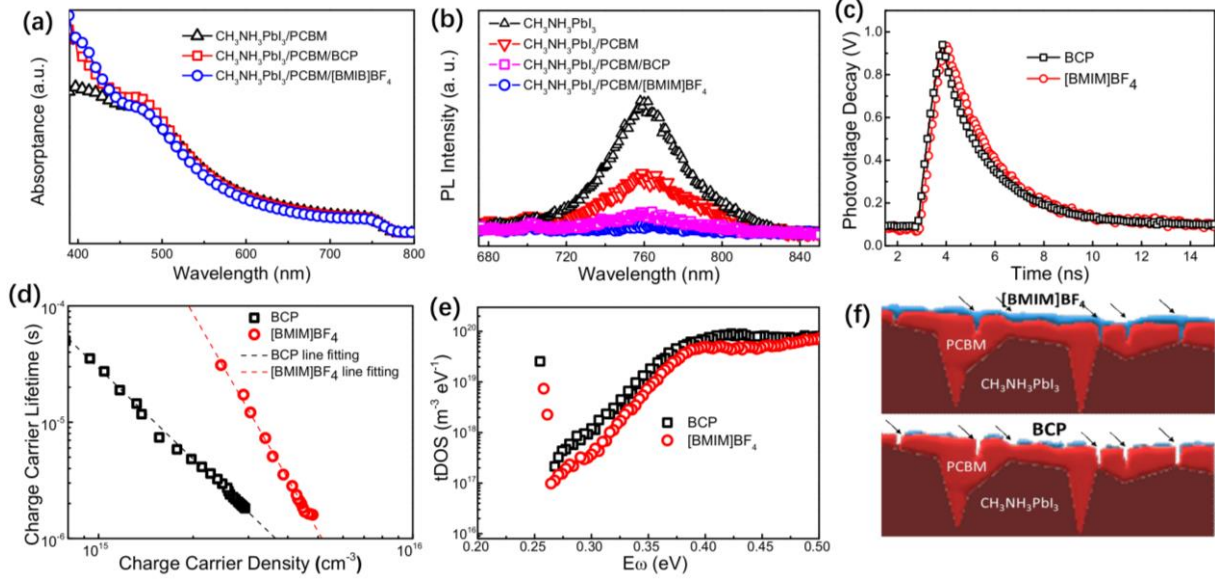 (a)
CH₃NH₃PbI₃/PCBM
CH₃NH₃PbI₃/PCBM/BCP
CH₃NH₃PbI₃/PCBM/[BMIB]BF₄
Absorptance (a.u.)
400 500 600 700 800
Wavelength (nm)
(b)
CH₃NH₃PbI₃
CH₃NH₃PbI₃/PCBM
CH₃NH₃PbI₃/PCBM/BCP
CH₃NH₃PbI₃/PCBM/[BMIM]BF₄
PL Intensity (a. u.)
680 720 760 800 840
Wavelength (nm)
(c)
BCP
[BMIM]BF₄
Photovoltage Decay (V)
1.0
0.8
0.6
0.4
0.2
0.0
2 4 6 8 10 12 14
Time (ns)
(d)
BCP
[BMIM]BF₄
BCP line fitting
[BMIM]BF₄ line fitting
Charge Carrier Lifetime (s)
10⁻⁴
10⁻⁵
10⁻⁶
10¹⁵ 10¹⁶
Charge Carrier Density (cm⁻³)
(e)
BCP
[BMIM]BF₄
tDOS (m⁻³ eV⁻¹)
10²⁰
10¹⁹
10¹⁸
10¹⁷
10¹⁶
0.20 0.25 0.30 0.35 0.40 0.45 0.50
Eω (eV)
(f)
[BMIM]BF₄
PCBM
CH₃NH₃PbI₃
BCP
PCBM
CH₃NH₃PbI₃